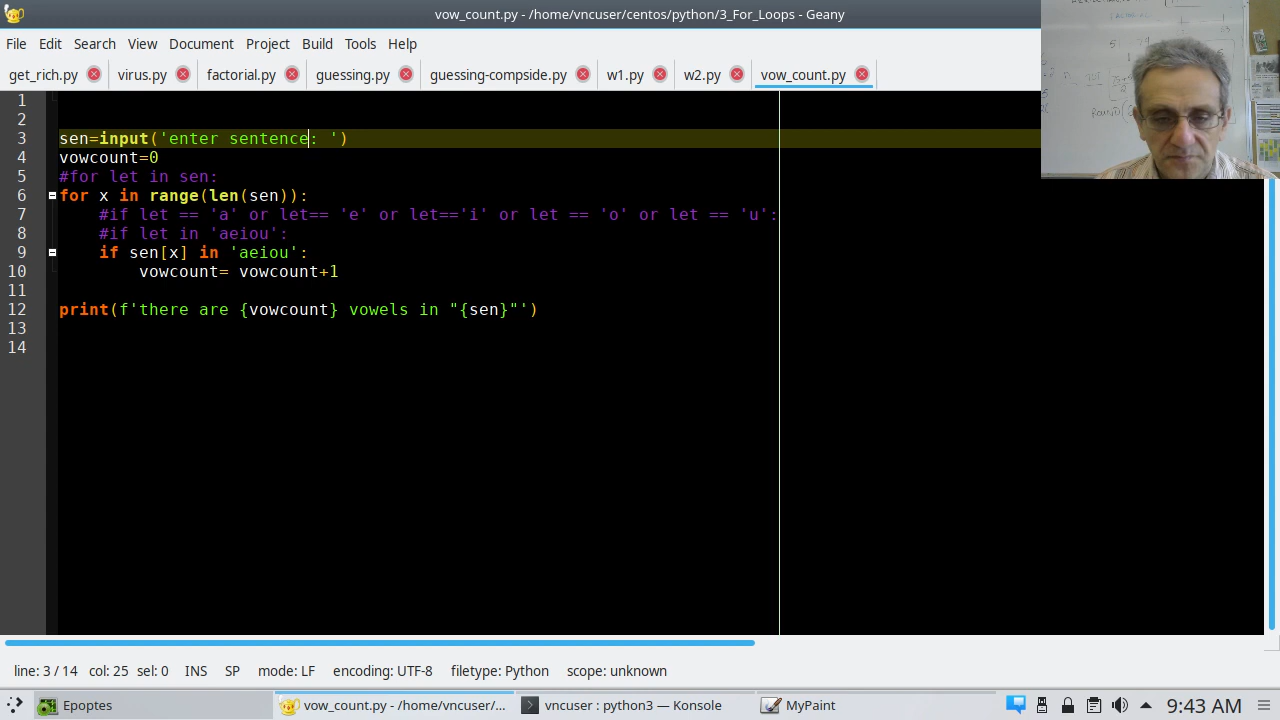 vow_count.py - /home/vncuser/centos/python/3_For_Loops - Geany
File Edit Search View Document Project Build Tools Help
get_rich.py virus.py factorial.py guessing.py guessing-compside.py w1.py w2.py vow_count.py
1
2
3 sen=input('enter sentence: ')
4 vowcount=0
5 #for let in sen:
6 for x in range(len(sen)):
7 #if let == 'a' or let== 'e' or let=='i' or let == 'o' or let == 'u':
8 #if let in 'aeiou':
9 if sen[x] in 'aeiou':
10 vowcount= vowcount+1
11
12 print(f'there are {vowcount} vowels in "{sen}"')
13
14
line: 3 / 14 col: 25 sel: 0 INS SP mode: LF encoding: UTF-8 filetype: Python scope: unknown
Epoptes vow_count.py - /home/vncuser/... vncuser : python3 — Konsole MyPaint 9:43 AM